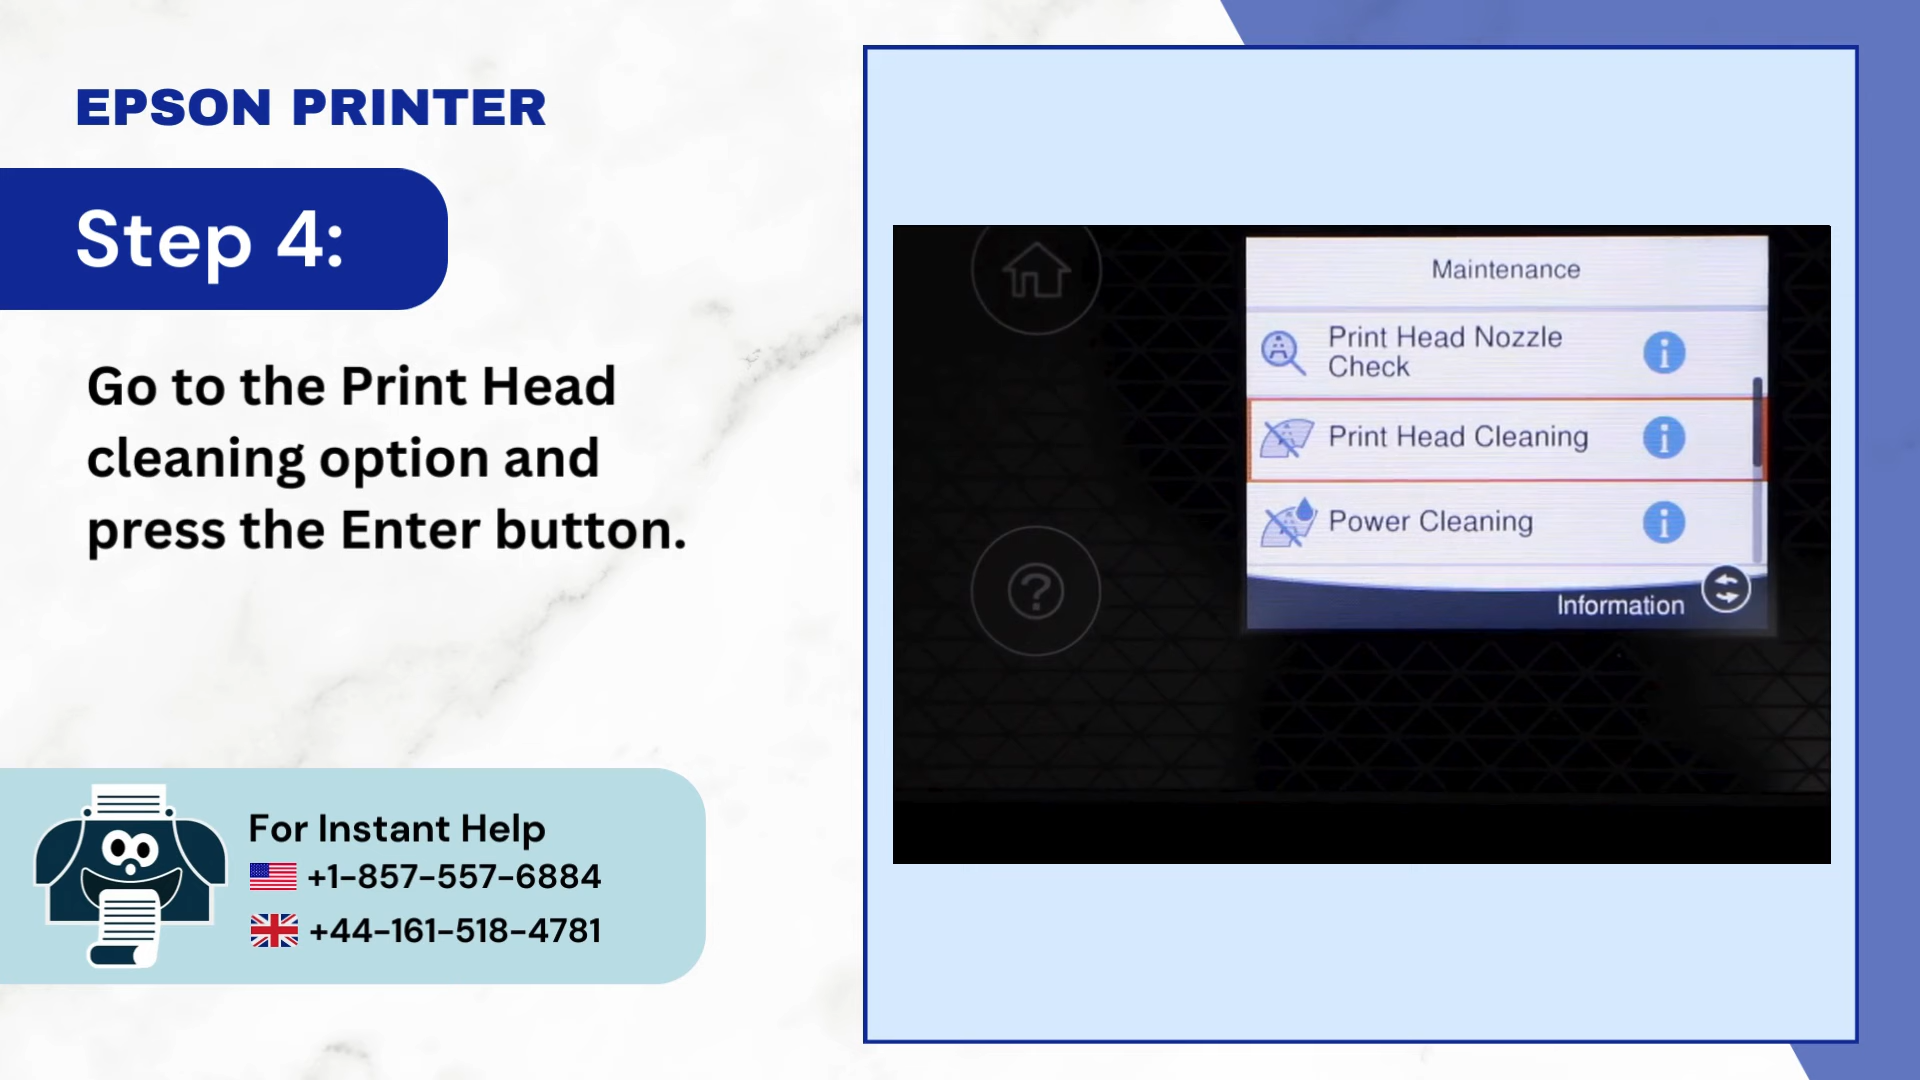 EPSON PRINTER
Step 4:
Go to the Print Head
cleaning option and
press the Enter button.
For Instant Help
+1-857-557-6884
+44-161-518-4781
Maintenance
Print Head Nozzle
Check
Print Head Cleaning
Power Cleaning
Information